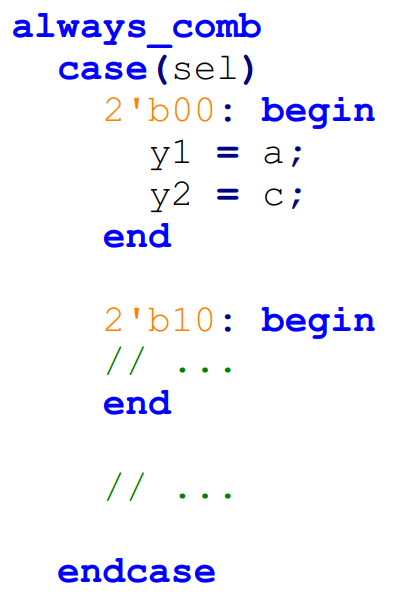 always_comb
case(sel)
2'b00: begin
y1 = a;
y2 = c;
end
2'b10: begin
// ...
end
// ...
endcase